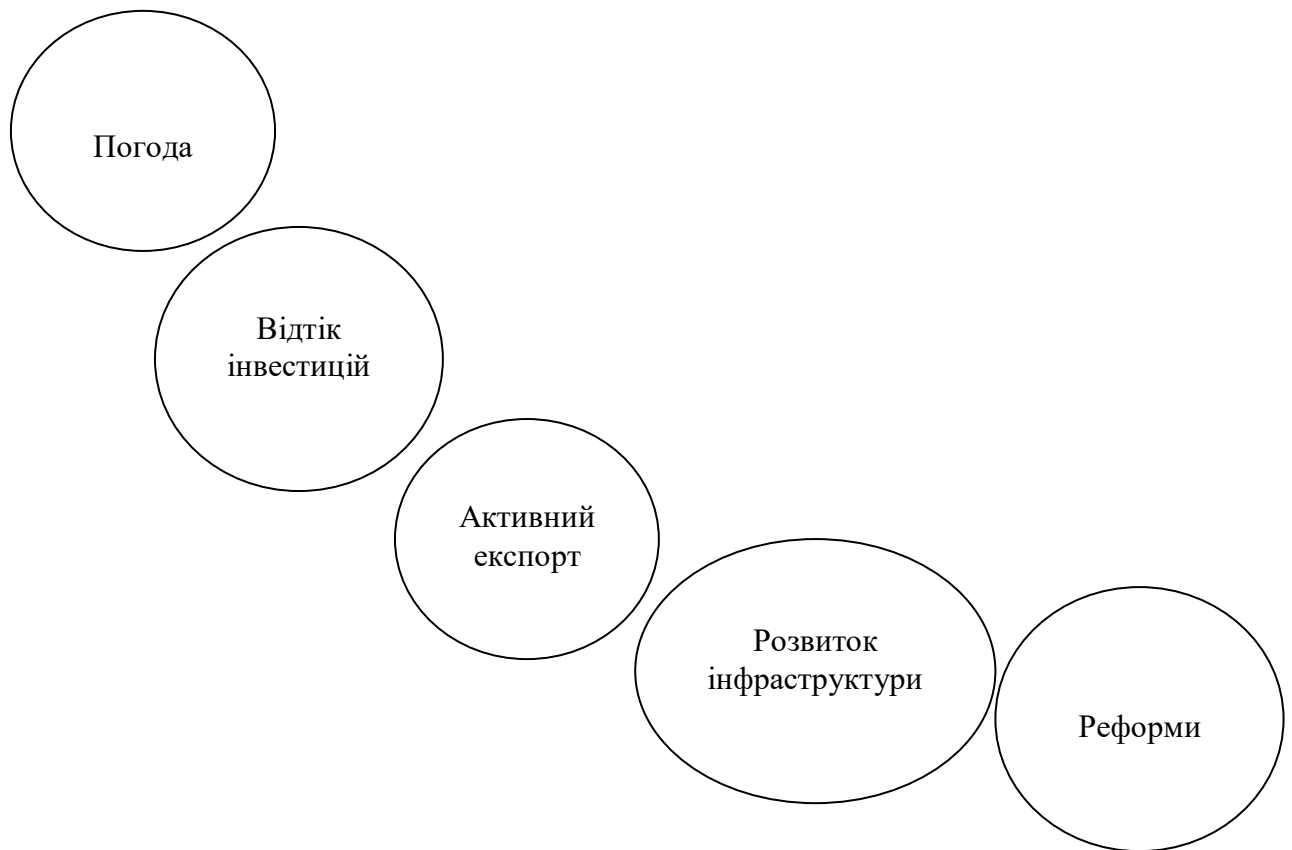 Погода
Відтік
інвестицій
Активний
експорт
Розвиток
інфраструктури
Реформи